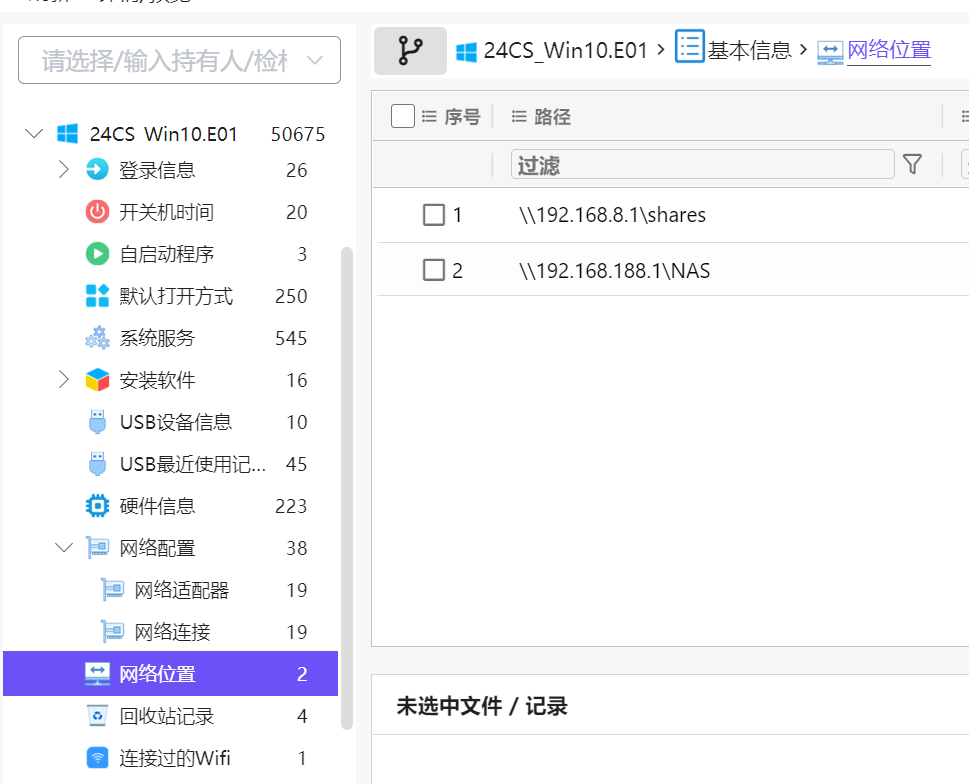 请选择/输入持有人/检材
24CS_Win10.E01 50675
登录信息 26
开关机时间 20
自启动程序 3
默认打开方式 250
系统服务 545
安装软件 16
USB设备信息 10
USB最近使用记... 45
硬件信息 223
网络配置 38
网络适配器 19
网络连接 19
网络位置 2
回收站记录 4
连接过的Wifi 1
24CS_Win10.E01 > 基本信息 > 网络位置
序号 路径
过滤
1 \\192.168.8.1\shares
2 \\192.168.188.1\NAS
未选中文件 / 记录